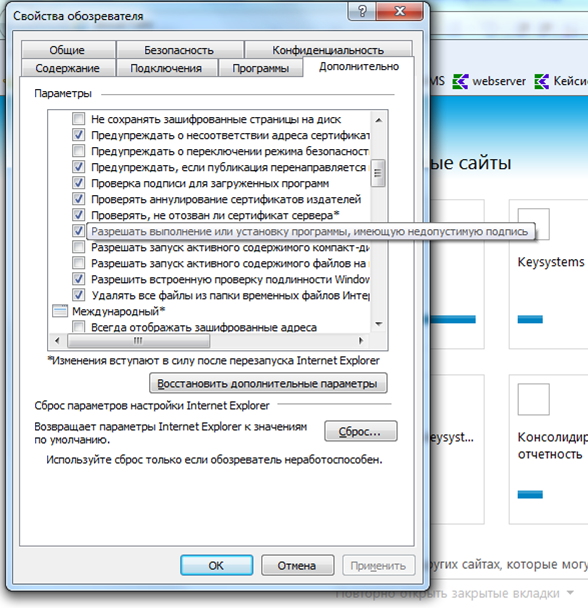 Свойства обозревателя
Общие
Безопасность
Конфиденциальность
Содержание
Подключения
Программы
Дополнительно
Параметры
Не сохранять зашифрованные страницы на диск
Предупреждать о несоответствии адреса сертификат
Предупреждать о переключении режима безопасност
Предупреждать, если публикация перенаправляется
Проверка подписи для загруженных программ
Проверять аннулирование сертификатов издателей
Проверять, не отозван ли сертификат сервера*
Разрешать выполнение или установку программы, имеющую недопустимую подпись
Разрешать запуск активного содержимого компакт-ди
Разрешать запуск активного содержимого файлов на
Разрешить встроенную проверку подлинности Window
Удалять все файлы из папки временных файлов Инте
Международный*
Всегда отображать зашифрованные адреса
*Изменения вступают в силу после перезапуска Internet Explorer
Восстановить дополнительные параметры
Сброс параметров настройки Internet Explorer
Возвращает параметры Internet Explorer к значениям
по умолчанию.
Сброс...
Используйте сброс только если обозреватель неработоспособен.
ОК
Отмена
Применить
MS
webserver
Кейси
ые сайты
Keysystems
eysyst...
Консолидир
отчетность
ругих сайтах, которые могу
Повторно открыть закрытые вкладки